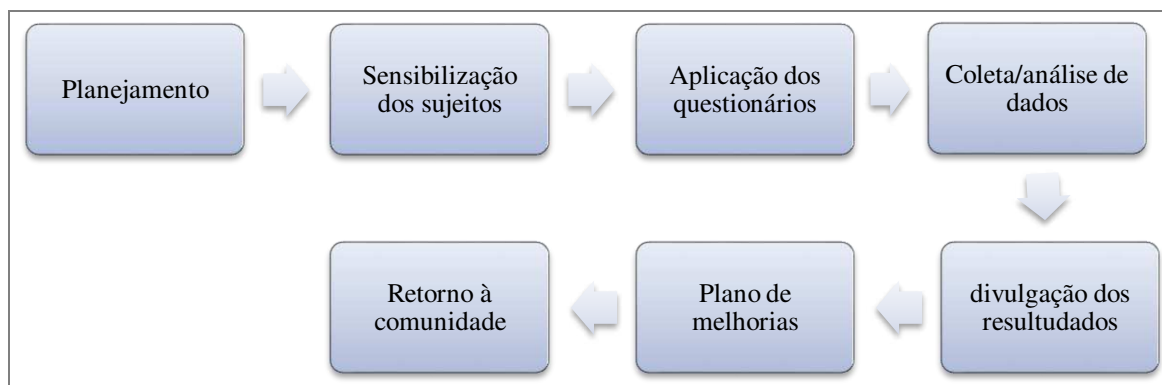 Planejamento
Sensibilização
dos sujeitos
Aplicação dos
questionários
Coleta/análise de
dados
divulgação dos
resultudados
Plano de
melhorias
Retorno à
comunidade